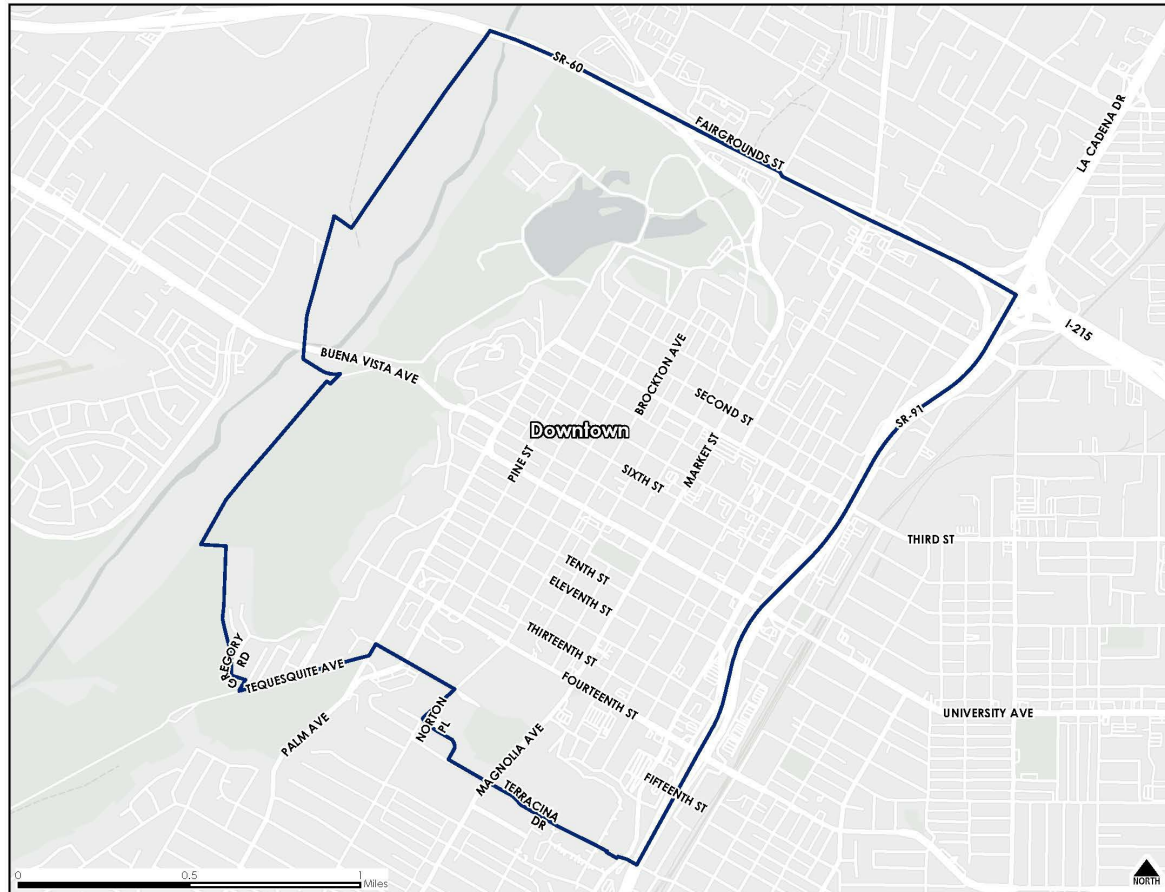 SR-60
FAIRGROUNDS ST
LA CADENA DR
I-215
BUENA VISTA AVE
BROCKTON AVE
SECOND ST
SR-91
Downtown
MARKET ST
PINE ST
SIXTH ST
THIRD ST
TENTH ST
ELEVENTH ST
THIRTEENTH ST
GREGORY
RD
TEQUESQUITE AVE
FOURTEENTH ST
UNIVERSITY AVE
PALM AVE
NORTON
PL
MAGNOLIA AVE
FIFTEENTH ST
TERRACINA
DR
0 0.5 1
Miles
NORTH